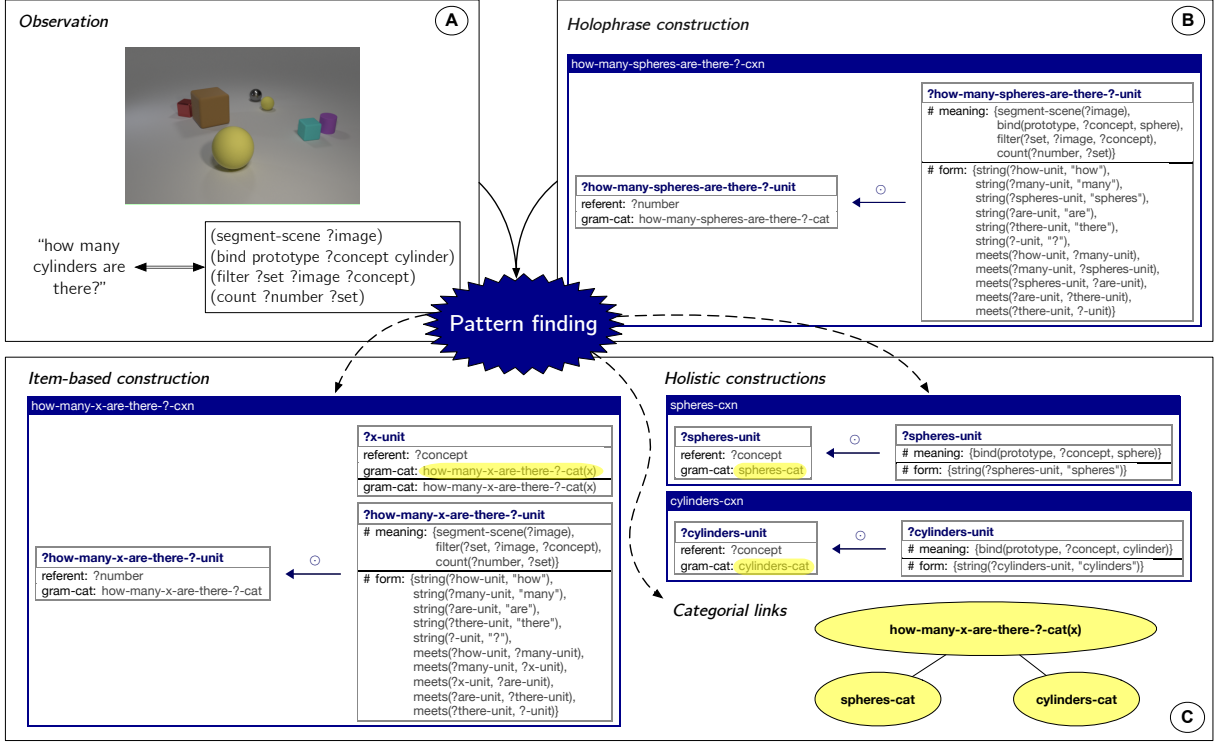 Observation
A
"how many
cylinders are
there?"
(segment-scene ?image)
(bind prototype ?concept cylinder)
(filter ?set ?image ?concept)
(count ?number ?set)
Holophrase construction
B
how-many-spheres-are-there-?-cxn
?how-many-spheres-are-there-?-unit
referent: ?number
gram-cat: how-many-spheres-are-there-?-cat
⊙
?how-many-spheres-are-there-?-unit
# meaning: {segment-scene(?image),
bind(prototype, ?concept, sphere),
filter(?set, ?image, ?concept),
count(?number, ?set)}
# form: {string(?how-unit, "how"),
string(?many-unit, "many"),
string(?spheres-unit, "spheres"),
string(?are-unit, "are"),
string(?there-unit, "there"),
string(?-unit, "?"),
meets(?how-unit, ?many-unit),
meets(?many-unit, ?spheres-unit),
meets(?spheres-unit, ?are-unit),
meets(?are-unit, ?there-unit),
meets(?there-unit, ?-unit)}
Pattern finding
Item-based construction
how-many-x-are-there-?-cxn
?how-many-x-are-there-?-unit
referent: ?number
gram-cat: how-many-x-are-there-?-cat
⊙
?x-unit
referent: ?concept
gram-cat: how-many-x-are-there-?-cat(x)
gram-cat: how-many-x-are-there-?-cat(x)
?how-many-x-are-there-?-unit
# meaning: {segment-scene(?image),
filter(?set, ?image, ?concept),
count(?number, ?set)}
# form: {string(?how-unit, "how"),
string(?many-unit, "many"),
string(?are-unit, "are"),
string(?there-unit, "there"),
string(?-unit, "?"),
meets(?how-unit, ?many-unit),
meets(?many-unit, ?x-unit),
meets(?x-unit, ?are-unit),
meets(?are-unit, ?there-unit),
meets(?there-unit, ?-unit)}
Holistic constructions
spheres-cxn
?spheres-unit
referent: ?concept
gram-cat: spheres-cat
⊙
?spheres-unit
# meaning: {bind(prototype, ?concept, sphere)}
# form: {string(?spheres-unit, "spheres")}
cylinders-cxn
?cylinders-unit
referent: ?concept
gram-cat: cylinders-cat
⊙
?cylinders-unit
# meaning: {bind(prototype, ?concept, cylinder)}
# form: {string(?cylinders-unit, "cylinders")}
Categorial links
how-many-x-are-there-?-cat(x)
spheres-cat
cylinders-cat
C